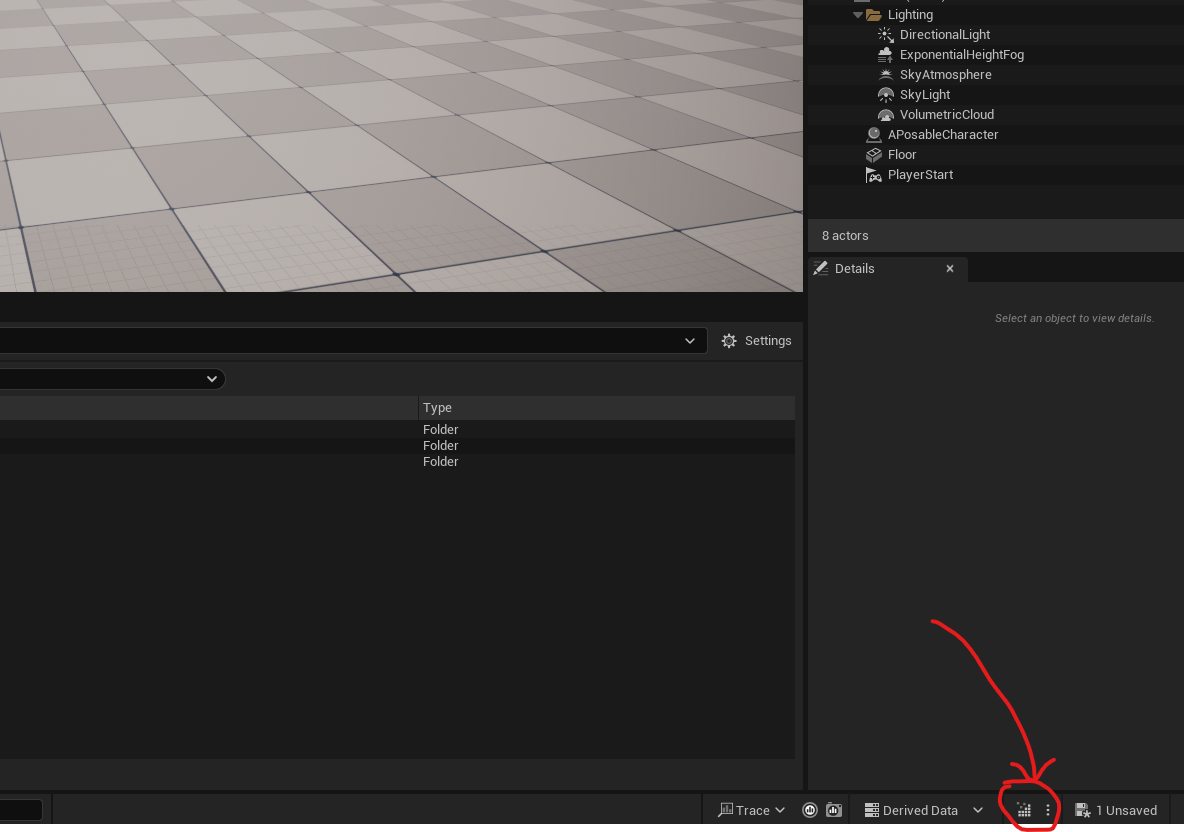 Lighting
DirectionalLight
ExponentialHeightFog
SkyAtmosphere
SkyLight
VolumetricCloud
APosableCharacter
Floor
PlayerStart
8 actors
Details
Select an object to view details.
Settings
Type
Folder
Folder
Folder
Trace
Derived Data
1 Unsaved